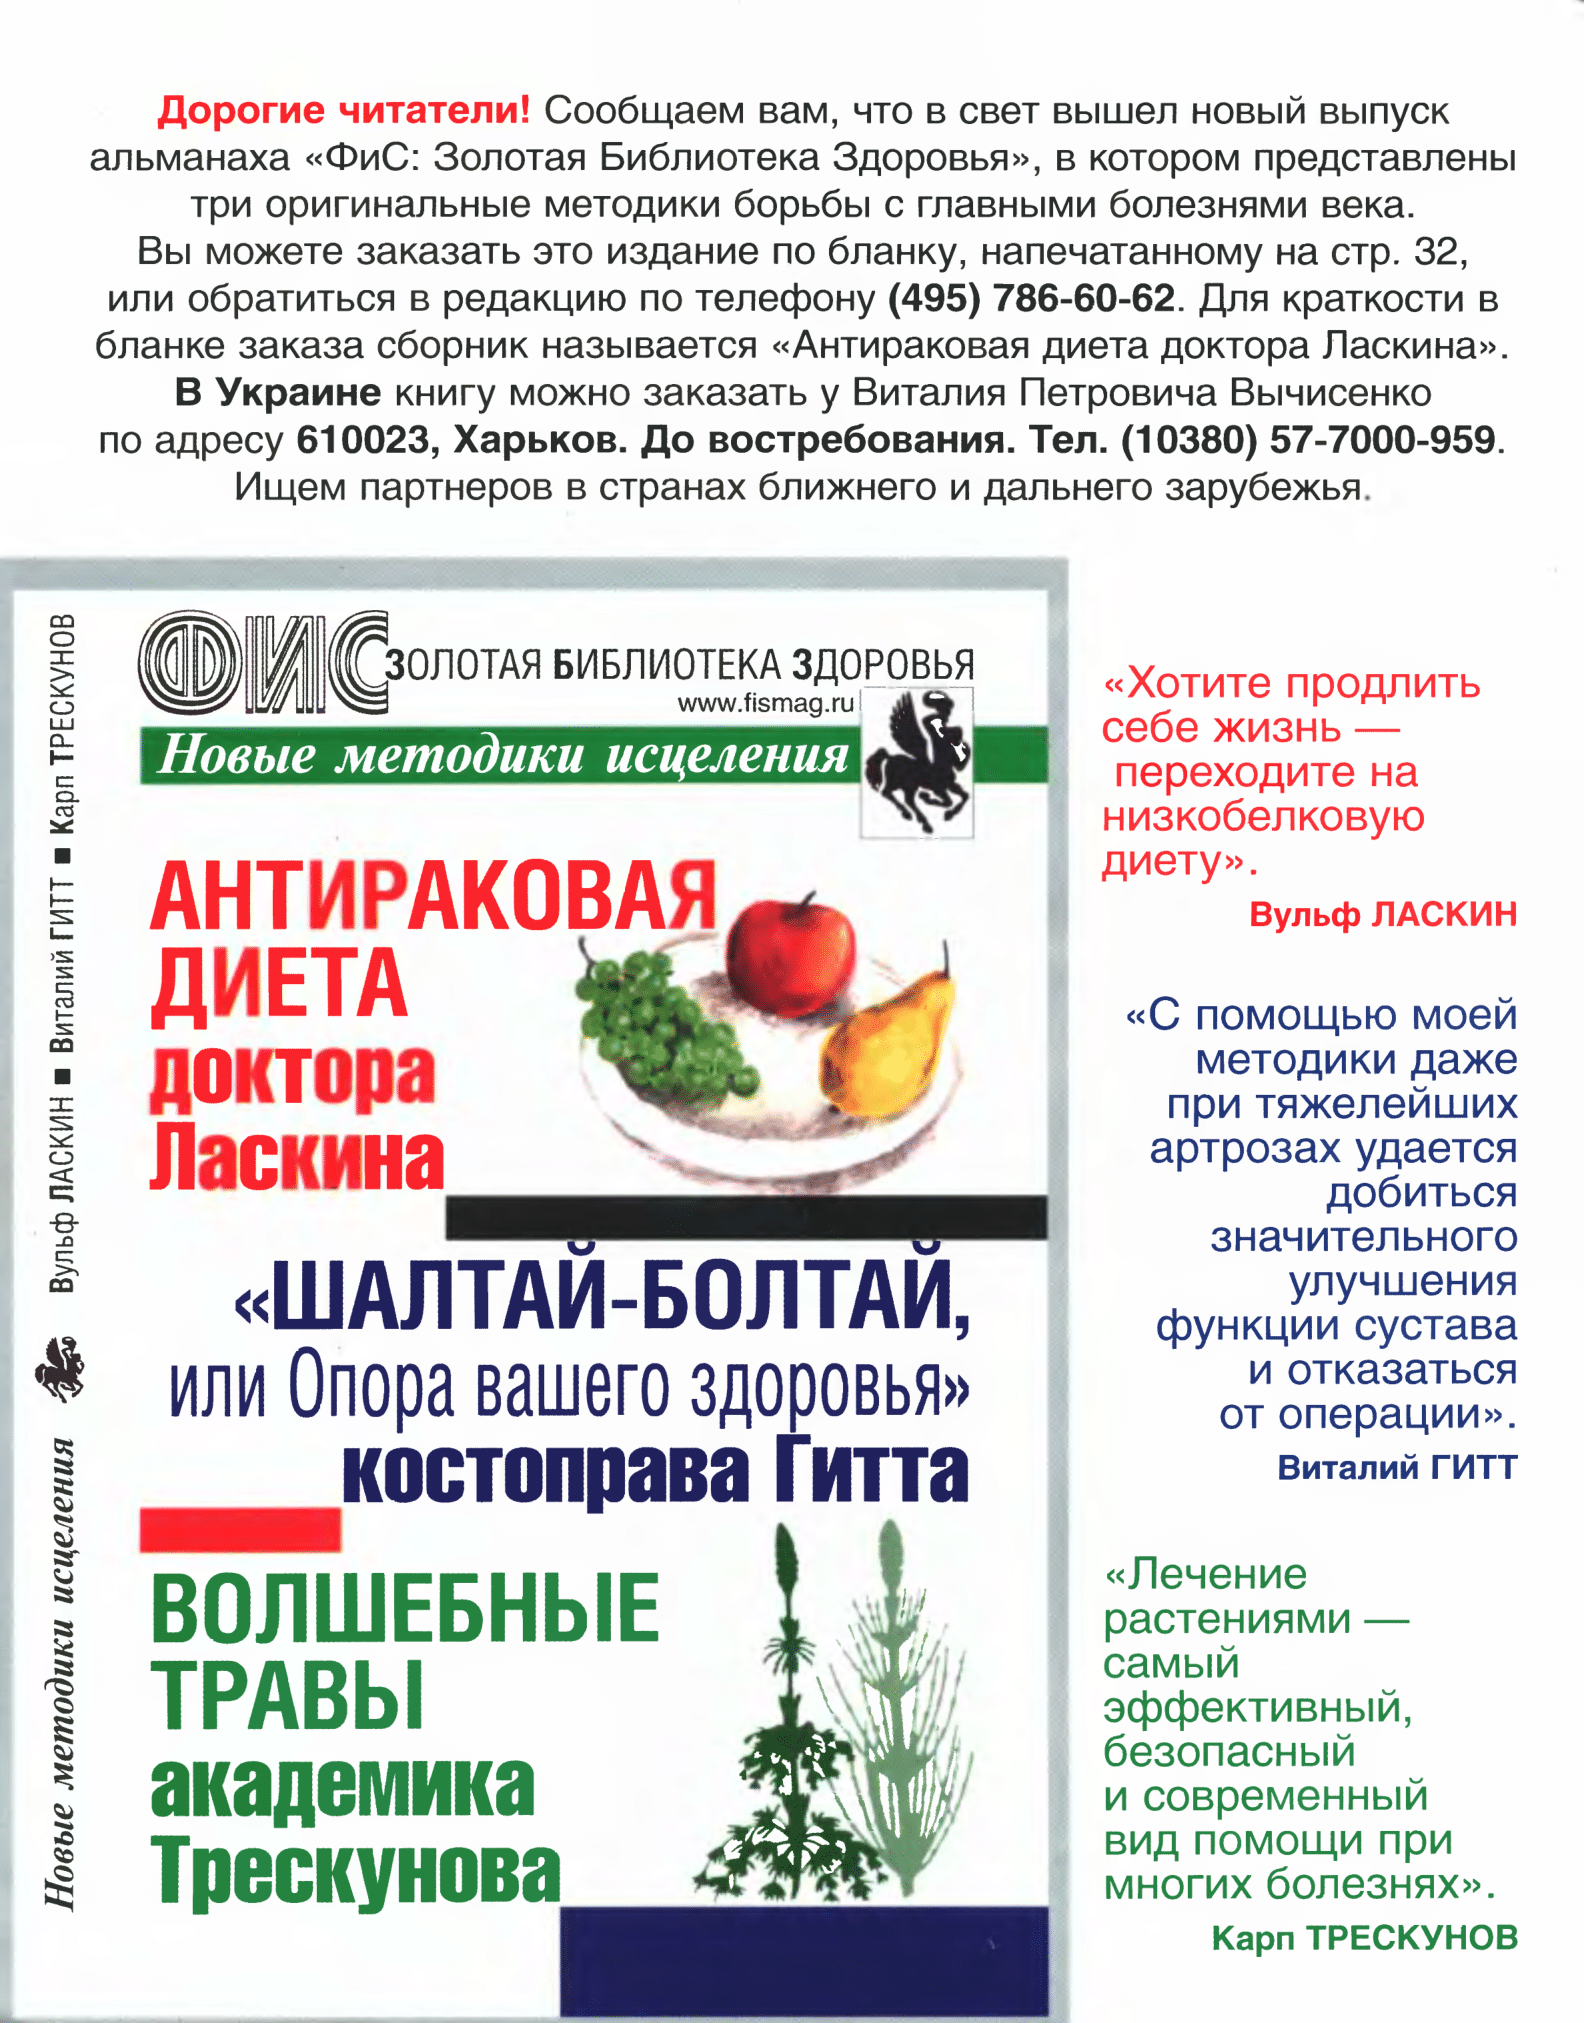 Дорогие читатели! Сообщаем вам, что в свет вышел новый выпуск
альманаха «ФиС: Золотая Библиотека Здоровья», в котором представлены
три оригинальные методики борьбы с главными болезнями века.
Вы можете заказать это издание по бланку, напечатанному на стр. 32,
или обратиться в редакцию по телефону (495) 786-60-62. Для краткости в
бланке заказа сборник называется «Антираковая диета доктора Ласкина».
В Украине книгу можно заказать у Виталия Петровича Вычисенко
по адресу 610023, Харьков. До востребования. Тел. (10380) 57-7000-959.
Ищем партнеров в странах ближнего и дальнего зарубежья.
Новые методики исцеления Вульф ЛАСКИН ■ Виталий ГИТТ ■ Карп ТРЕСКУНОВ
ФИС ЗОЛОТАЯ БИБЛИОТЕКА ЗДОРОВЬЯ
www.fismag.ru
Новые методики исцеления
АНТИРАКОВАЯ
ДИЕТА
доктора
Ласкина
«ШАЛТАЙ-БОЛТАЙ,
или Опора вашего здоровья»
костоправа Гитта
ВОЛШЕБНЫЕ
ТРАВЫ
академика
Трескунова
«Хотите продлить
себе жизнь —
переходите на
низкобелковую
диету».
Вульф ЛАСКИН
«С помощью моей
методики даже
при тяжелейших
артрозах удается
добиться
значительного
улучшения
функции сустава
и отказаться
от операции».
Виталий ГИТТ
«Лечение
растениями —
самый
эффективный,
безопасный
и современный
вид помощи при
многих болезнях».
Карп ТРЕСКУНОВ